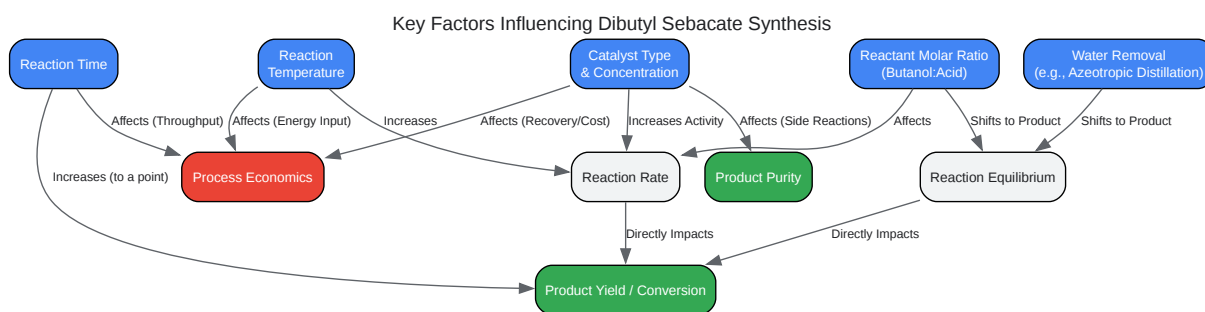 Key Factors Influencing Dibutyl Sebacate Synthesis
Reaction Time
Reaction
Temperature
Catalyst Type
& Concentration
Reactant Molar Ratio
(Butanol:Acid)
Water Removal
(e.g., Azeotropic Distillation)
Affects (Throughput)
Affects (Energy Input)
Increases
Affects (Recovery/Cost)
Increases Activity
Affects (Side Reactions)
Affects
Shifts to Product
Shifts to Product
Increases (to a point)
Process Economics
Reaction Rate
Product Purity
Reaction Equilibrium
Directly Impacts
Directly Impacts
Product Yield / Conversion